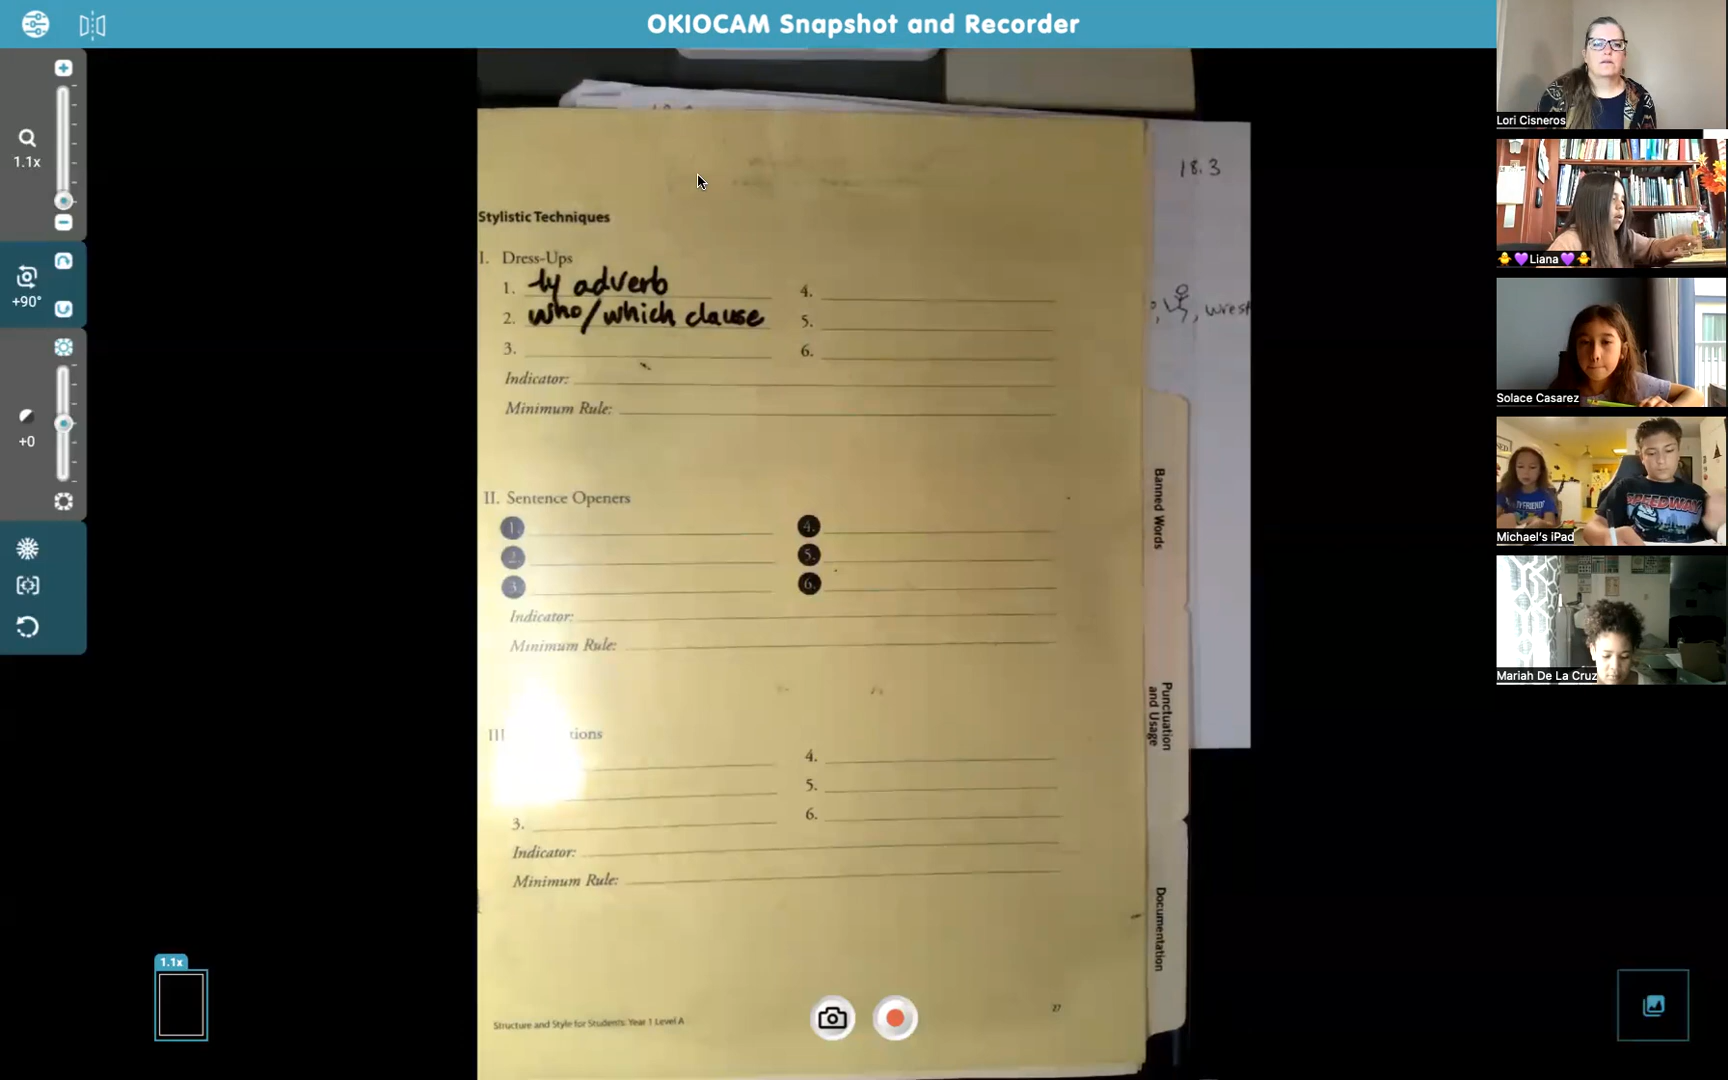 OKIOCAM Snapshot and Recorder
1.1x
+90°
+0
1.1x
18.3
Stylistic Techniques
I. Dress-Ups
1. -ly adverb
2. who/which clause
3.
4.
5.
6.
Indicator:
Minimum Rule:
, wrest
II. Sentence Openers
1.
2.
3.
4.
5.
6.
Indicator:
Minimum Rule:
III
tions
3.
4.
5.
6.
Indicator:
Minimum Rule:
Banned Words
Punctuation
and Usage
Documentation
Structure and Style for Students: Year 1 Level A
27
Lori Cisneros
🐥💜Liana💜🐥
Solace Casarez
SPEEDWAY
Michael's iPad
Mariah De La Cruz